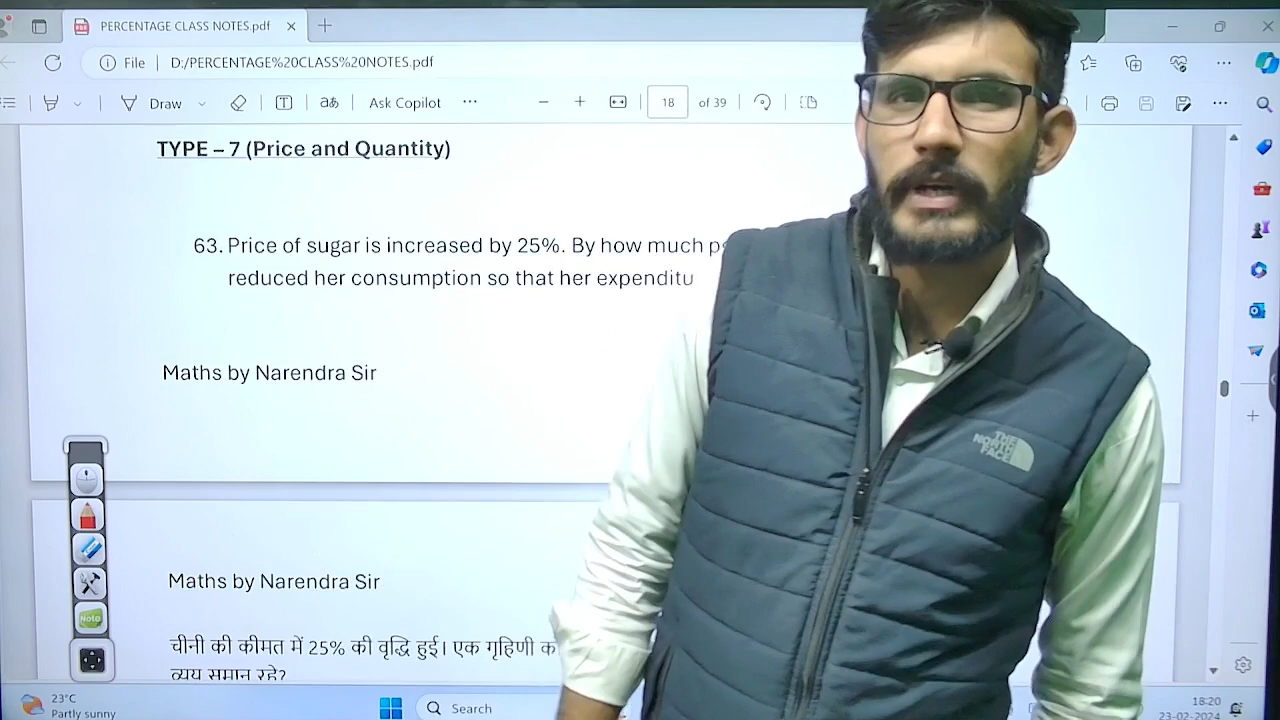 PERCENTAGE CLASS NOTES.pdf
File | D:/PERCENTAGE%20CLASS%20NOTES.pdf
Draw aあ Ask Copilot 18 of 39
TYPE – 7 (Price and Quantity)
63. Price of sugar is increased by 25%. By how much
reduced her consumption so that her expenditu
Maths by Narendra Sir
THE NORTH FACE
Maths by Narendra Sir
Note
चीनी की कीमत में 25% की वृद्धि हुई। एक गृहिणी क
व्यय समान रहे?
23°C
Partly sunny
Search
18:20
23-02-2024